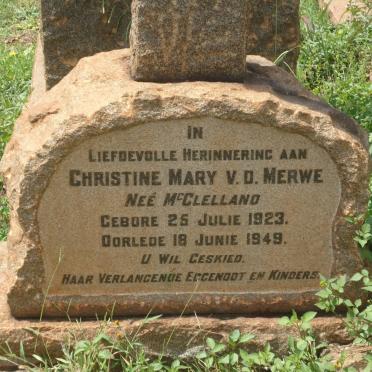 IN
LIEFDEVOLLE HERINNERING AAN
CHRISTINE MARY V.D. MERWE
NEÉ McCLELLAND
GEBORE 25 JULIE 1923.
OORLEDE 18 JUNIE 1949.
U WIL GESKIED.
HAAR VERLANGENDE EGGENOOT EN KINDERS.